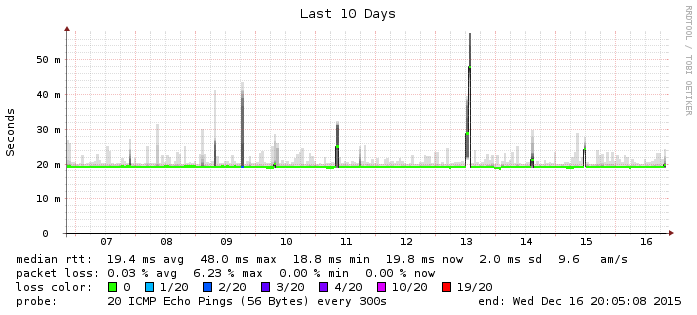 Last 10 Days
RRDTOOL / TOBI OETIKER
Seconds
50 m
40 m
30 m
20 m
10 m
0
07 08 09 10 11 12 13 14 15 16
median rtt: 19.4 ms avg 48.0 ms max 18.8 ms min 19.8 ms now 2.0 ms sd 9.6 am/s
packet loss: 0.03 % avg 6.23 % max 0.00 % min 0.00 % now
loss color: 0 1/20 2/20 3/20 4/20 10/20 19/20
probe: 20 ICMP Echo Pings (56 Bytes) every 300s end: Wed Dec 16 20:05:08 2015